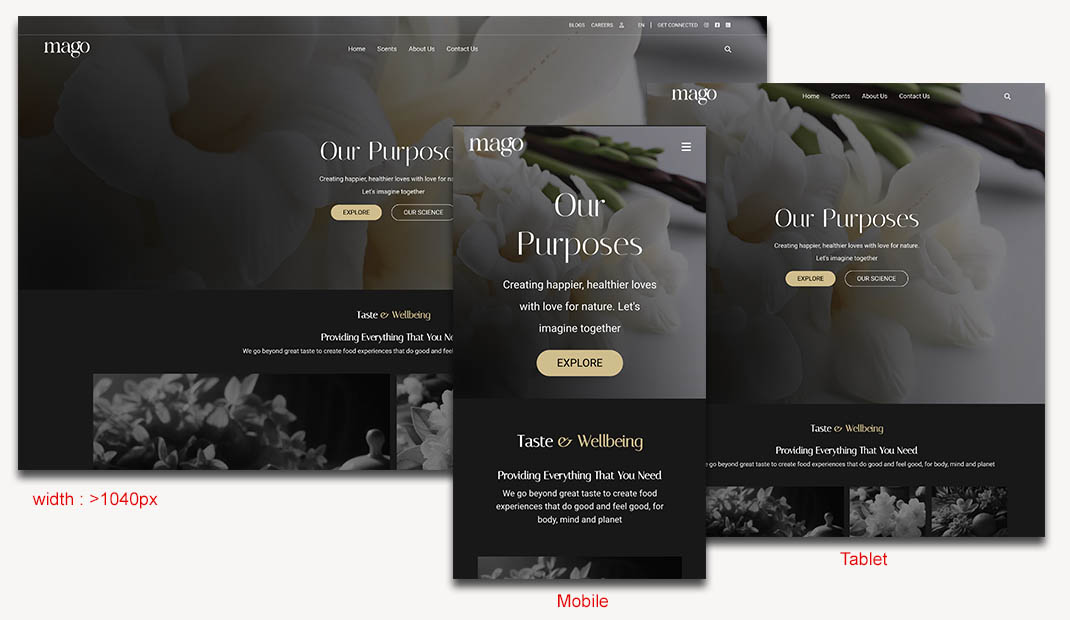 BLOGS CAREERS EN | GET CONNECTED
mago
Home Scents About Us Contact Us
Our Purpose
Creating happier, healthier loves with love for na
Let's imagine together
EXPLORE OUR SCIENCE
Taste & Wellbeing
Providing Everything That You Ne
We go beyond great taste to create food experiences that do good and feel
width : >1040px
mago
Our
Purposes
Creating happier, healthier loves
with love for nature. Let's
imagine together
EXPLORE
Taste & Wellbeing
Providing Everything That You Need
We go beyond great taste to create food
experiences that do good and feel good, for
body, mind and planet
Mobile
mago
Home Scents About Us Contact Us
Our Purposes
Creating happier, healthier loves with love for nature.
Let's imagine together
EXPLORE OUR SCIENCE
Taste & Wellbeing
Providing Everything That You Need
go beyond great taste to create food experiences that do good and feel good, for body, mind and planet
Tablet